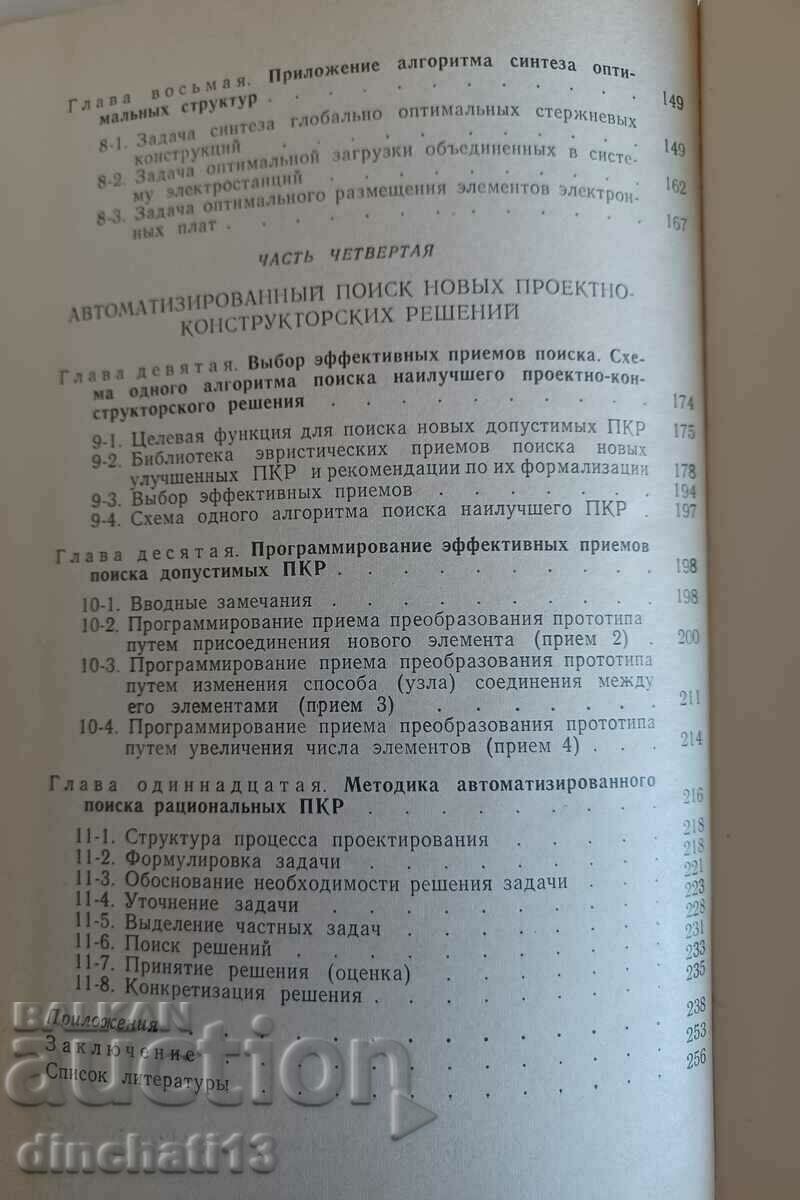 Глава восьмая. Приложение алгоритма синтеза опти-
мальных структур . . . . . . . . . . 149
8-1. Задача синтеза глобально оптимальных стержневых
конструкций . . . . . . . . . . 149
8-2. Задача оптимальной загрузки объединенных в систе-
му электростанций . . . . . . . . . 162
8-3. Задача оптимального размещения элементов электрон-
ных плат . . . . . . . . . . . 167
ЧАСТЬ ЧЕТВЕРТАЯ
АВТОМАТИЗИРОВАННЫЙ ПОИСК НОВЫХ ПРОЕКТНО-
КОНСТРУКТОРСКИХ РЕШЕНИЙ
Глава девятая. Выбор эффективных приемов поиска. Схе-
ма одного алгоритма поиска наилучшего проектно-кон-
структорского решения . . . . . . . . 174
9-1. Целевая функция для поиска новых допустимых ПКР 175
9-2. Библиотека эвристических приемов поиска новых
улучшенных ПКР и рекомендации по их формализации 178
9-3. Выбор эффективных приемов . . . . . . 194
9-4. Схема одного алгоритма поиска наилучшего ПКР . 197
Глава десятая. Программирование эффективных приемов
поиска допустимых ПКР . . . . . . . . . 198
10-1. Вводные замечания . . . . . . . . . 198
10-2. Программирование приема преобразования прототипа
путем присоединения нового элемента (прием 2) . 200
10-3. Программирование приема преобразования прототипа
путем изменения способа (узла) соединения между
его элементами (прием 3) . . . . . . . 211
10-4. Программирование приема преобразования прототипа
путем увеличения числа элементов (прием 4) . . . 214
Глава одиннадцатая. Методика автоматизированного
поиска рациональных ПКР . . . . . . . . 216
11-1. Структура процесса проектирования . . . . 218
11-2. Формулировка задачи . . . . . . . . 218
11-3. Обоснование необходимости решения задачи . . . 221
11-4. Уточнение задачи . . . . . . . . . 223
11-5. Выделение частных задач . . . . . . . 228
11-6. Поиск решений . . . . . . . . . . 231
11-7. Принятие решения (оценка) . . . . . . 233
11-8. Конкретизация решения . . . . . . . . 235
Приложения . . . . . . . . . . . 238
Заключение . . . . . . . . . . . 253
Список литературы . . . . . . . . . 256
BALKAN
auction
dinchati13